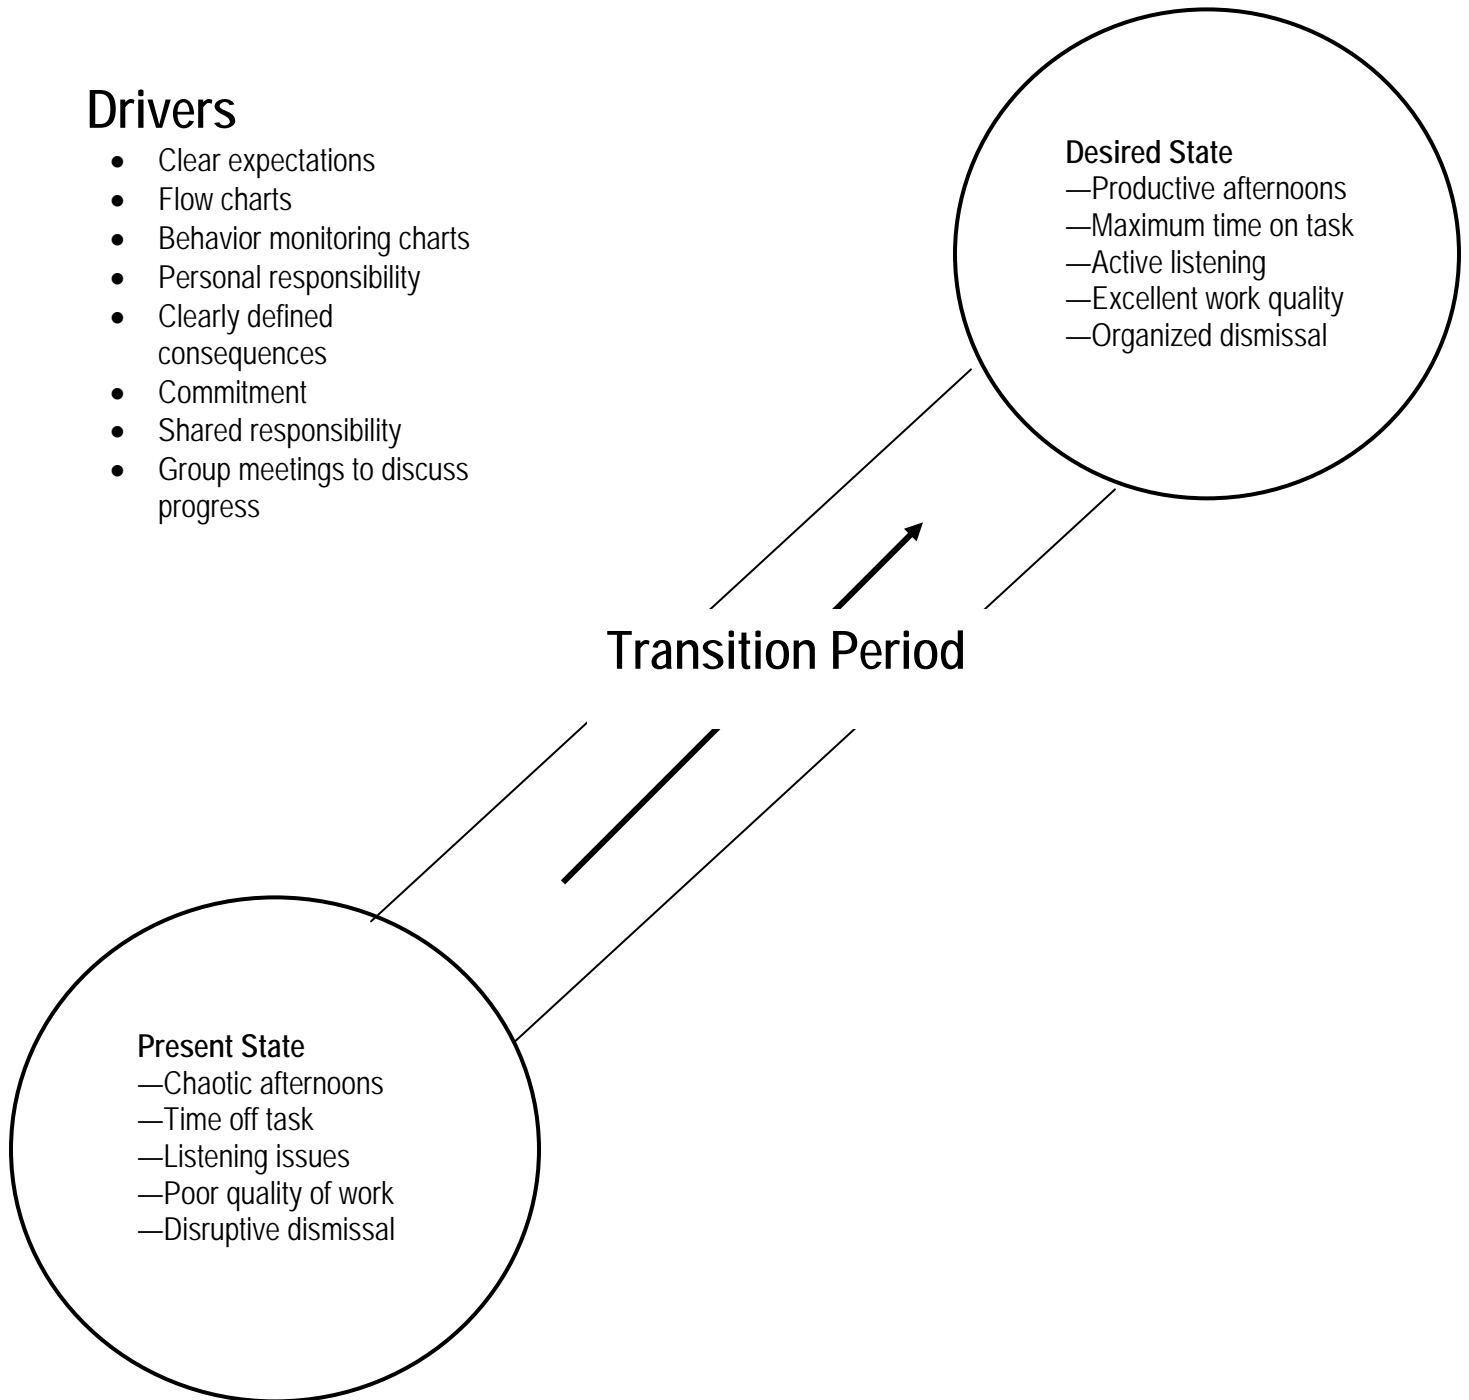 Drivers
• Clear expectations
• Flow charts
• Behavior monitoring charts
• Personal responsibility
• Clearly defined
consequences
• Commitment
• Shared responsibility
• Group meetings to discuss
progress
Desired State
—Productive afternoons
—Maximum time on task
—Active listening
—Excellent work quality
—Organized dismissal
Transition Period
Present State
—Chaotic afternoons
—Time off task
—Listening issues
—Poor quality of work
—Disruptive dismissal